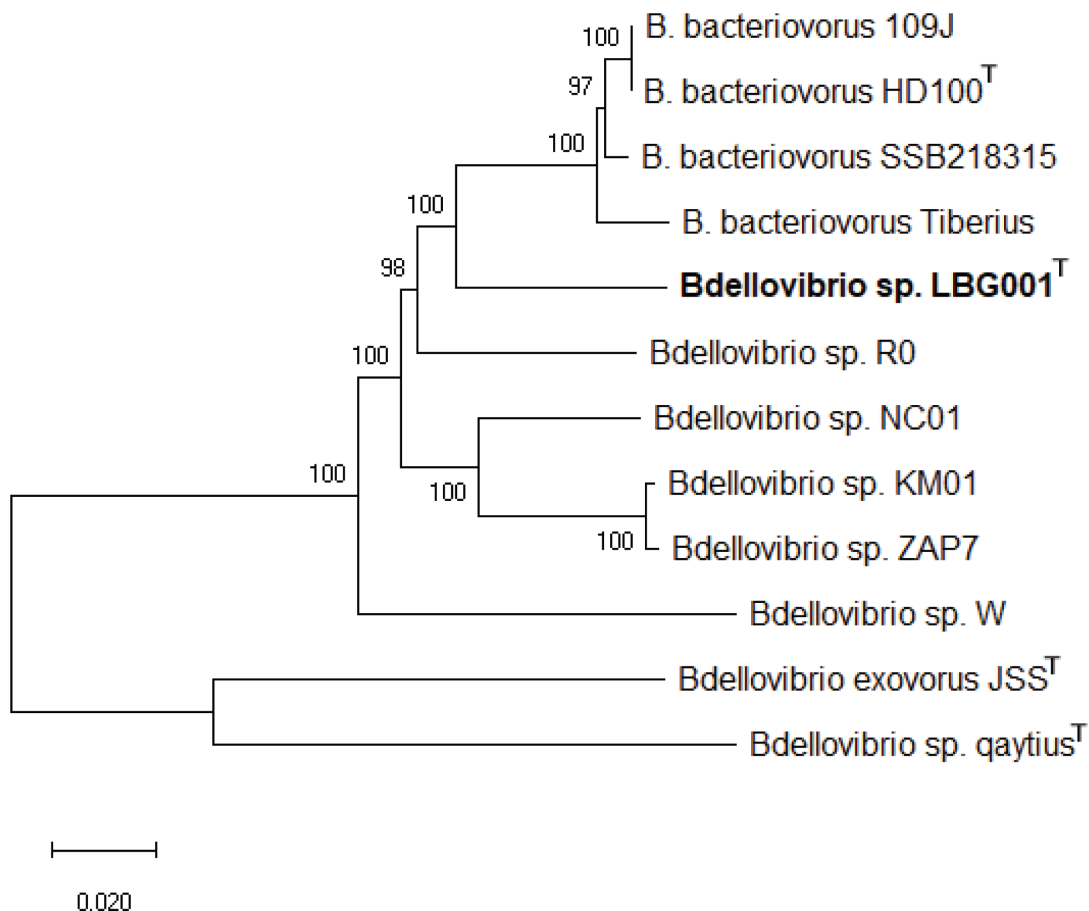 100
B. bacteriovorus 109J
97
B. bacteriovorus HD100T
100
B. bacteriovorus SSB218315
100
B. bacteriovorus Tiberius
98
Bdellovibrio sp. LBG001T
100
Bdellovibrio sp. R0
Bdellovibrio sp. NC01
100
100
Bdellovibrio sp. KM01
100
Bdellovibrio sp. ZAP7
Bdellovibrio sp. W
Bdellovibrio exovorus JSST
Bdellovibrio sp. qaytiusT
0.020